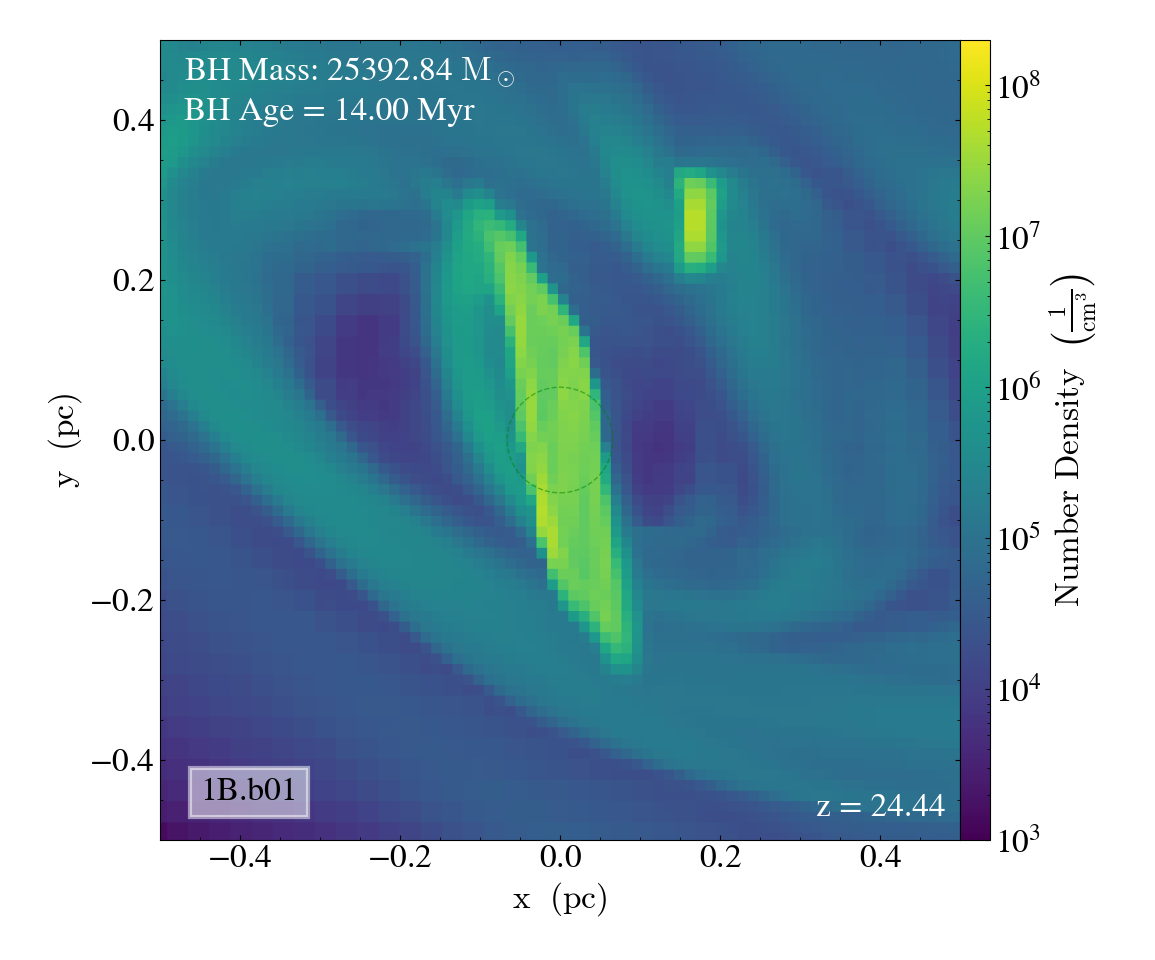 BH Mass: 25392.84 M⊙
BH Age = 14.00 Myr
0.4
0.2
0.0
−0.2
−0.4
y (pc)
1B.b01
z = 24.44
−0.4 −0.2 0.0 0.2 0.4
x (pc)
10⁸
10⁷
10⁶
10⁵
10⁴
10³
Number Density (1/cm³)